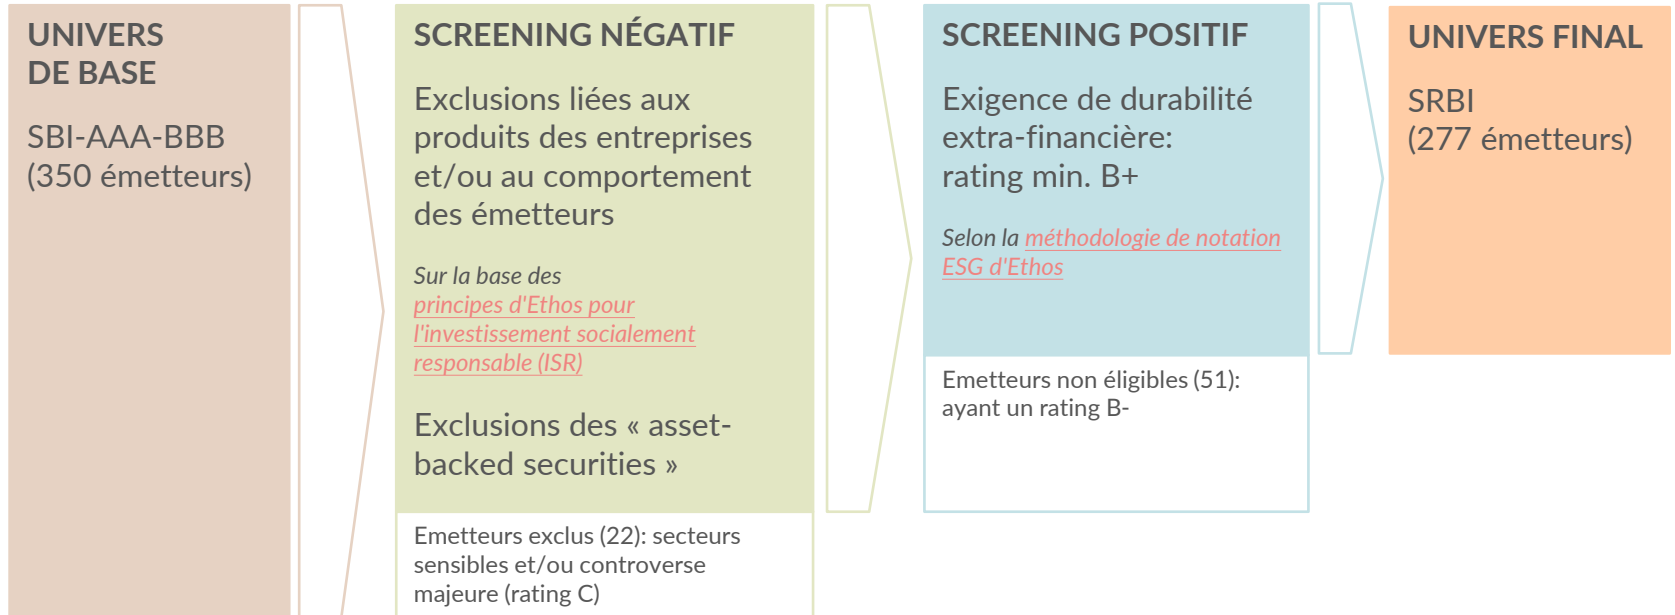 UNIVERS
DE BASE
SBI-AAA-BBB
(350 émetteurs)
SCREENING NÉGATIF
Exclusions liées aux
produits des entreprises
et/ou au comportement
des émetteurs
Sur la base des
principes d'Ethos pour
l'investissement socialement
responsable (ISR)
Exclusions des « asset-
backed securities »
Emetteurs exclus (22): secteurs
sensibles et/ou controverse
majeure (rating C)
SCREENING POSITIF
Exigence de durabilité
extra-financière:
rating min. B+
Selon la méthodologie de notation
ESG d'Ethos
Emetteurs non éligibles (51):
ayant un rating B-
UNIVERS FINAL
SRBI
(277 émetteurs)